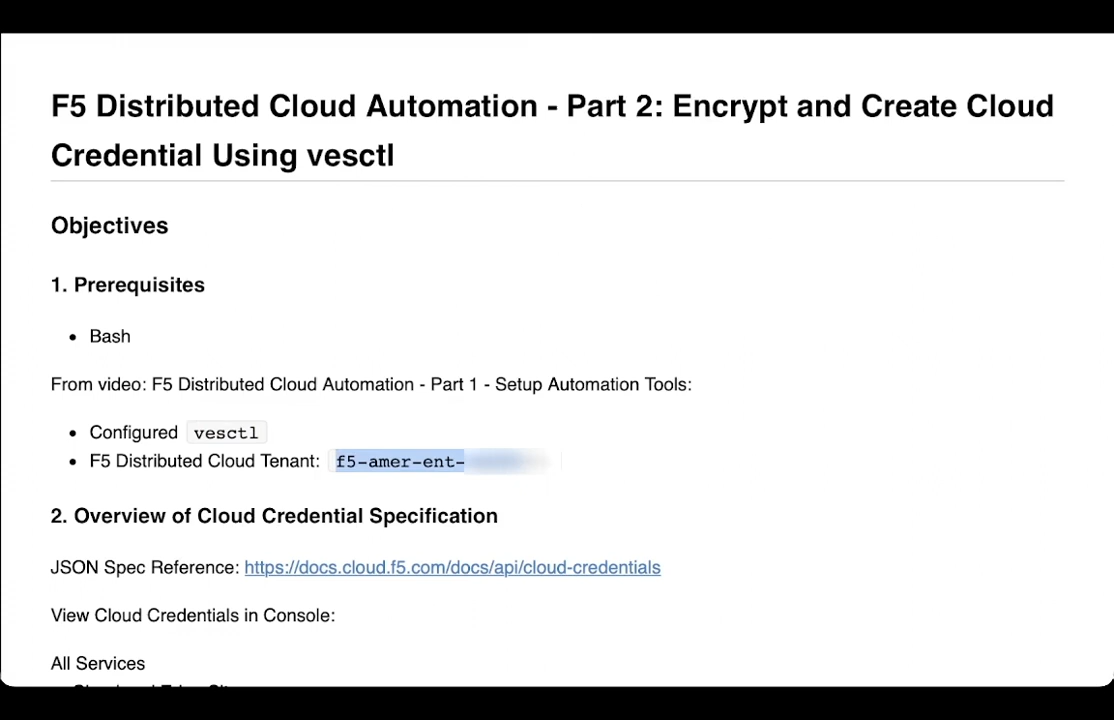 F5 Distributed Cloud Automation - Part 2: Encrypt and Create Cloud
Credential Using vesctl
Objectives
1. Prerequisites
• Bash
From video: F5 Distributed Cloud Automation - Part 1 - Setup Automation Tools:
• Configured vesctl
• F5 Distributed Cloud Tenant: f5-amer-ent-
2. Overview of Cloud Credential Specification
JSON Spec Reference: https://docs.cloud.f5.com/docs/api/cloud-credentials
View Cloud Credentials in Console:
All Services